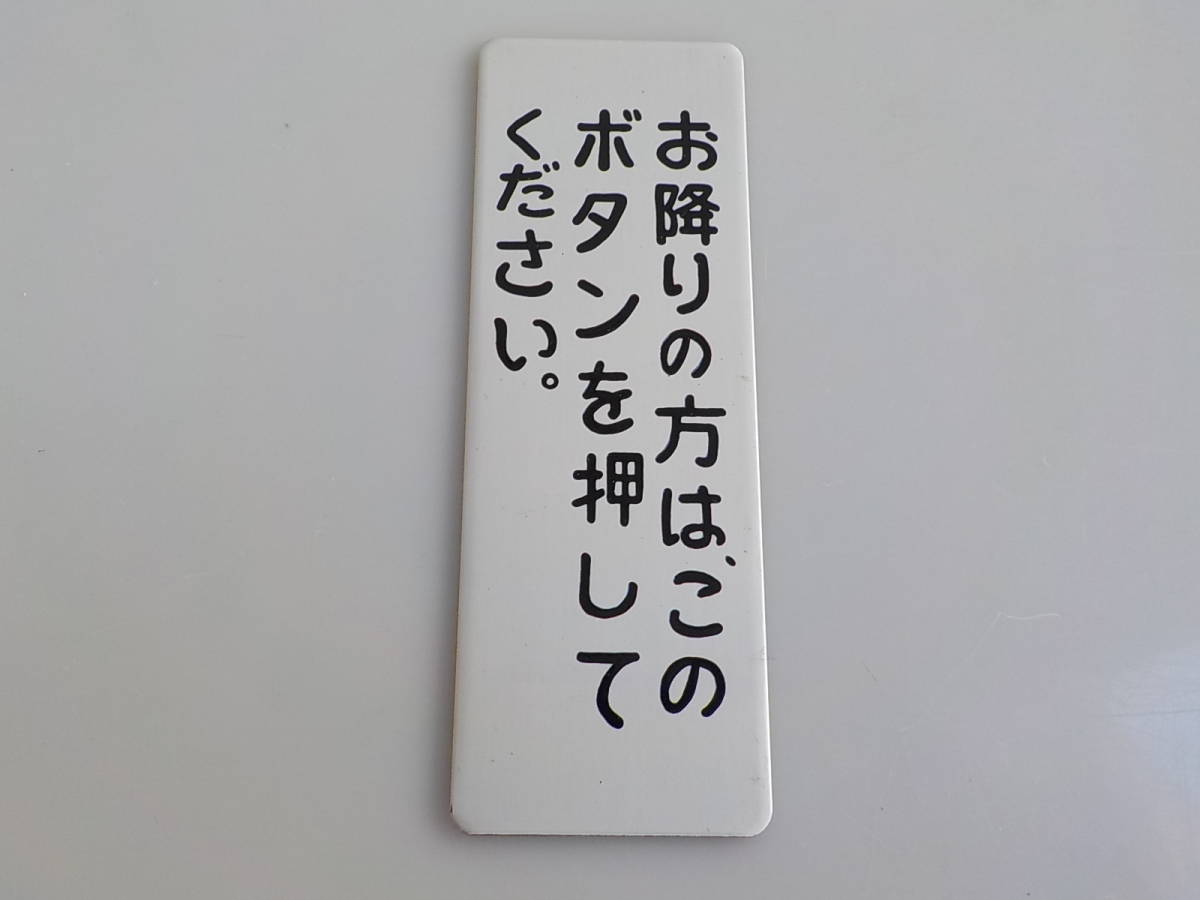 お降りの方は、この
ボタンを押して
ください。